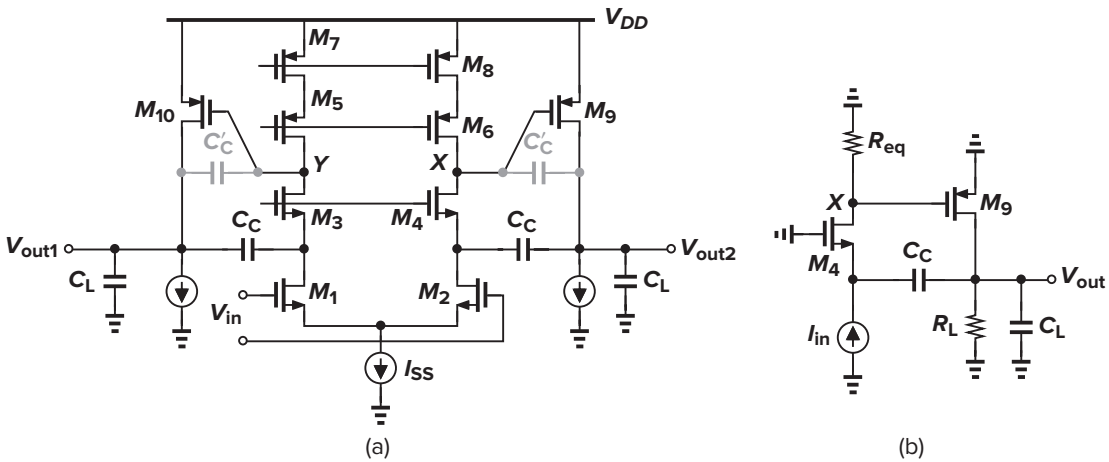 V_DD
M_7
M_8
M_10
M_5
M_9
M_6
C'_C
Y
X
C'_C
M_3
M_4
V_out1
C_C
C_C
V_out2
C_L
M_1
M_2
C_L
V_in
I_SS
(a)
R_eq
X
M_9
M_4
C_C
V_out
I_in
R_L
C_L
(b)